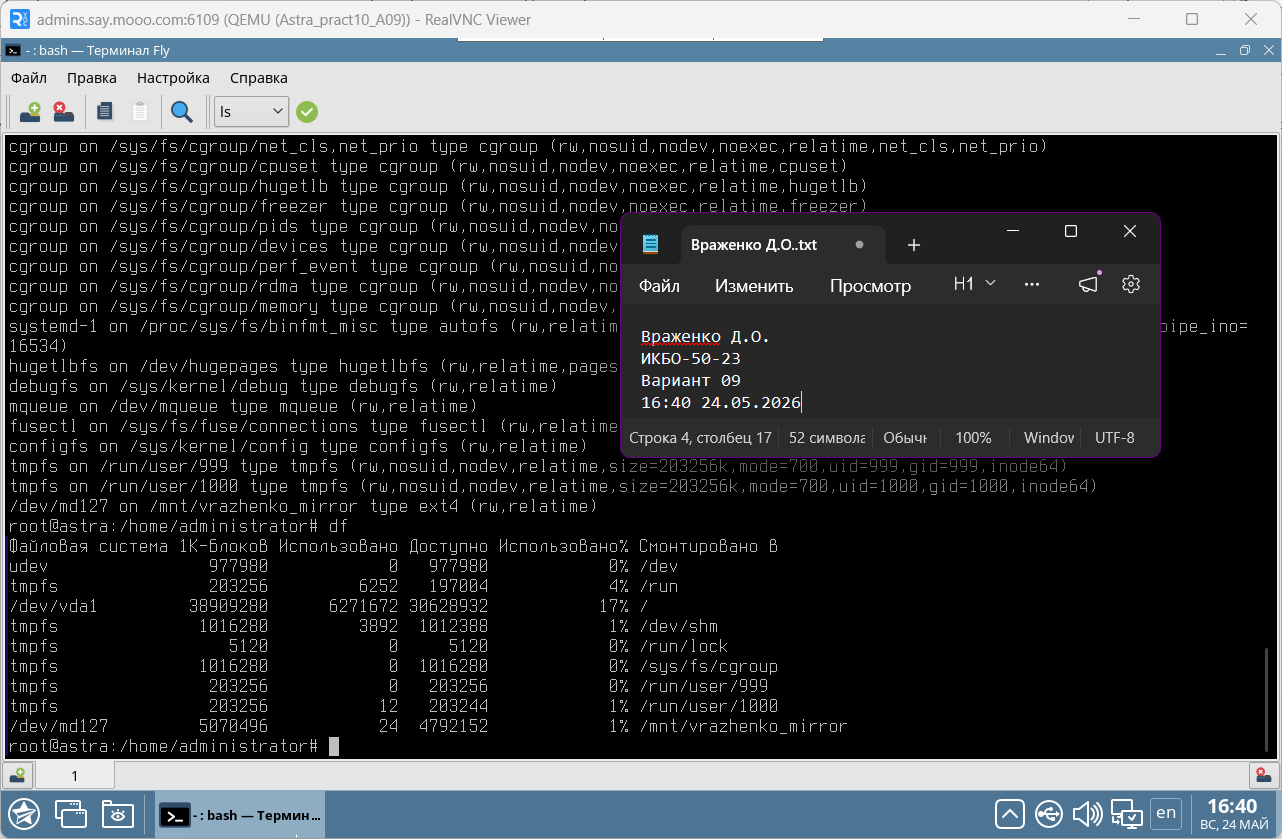 admins.say.mooo.com:6109 (QEMU (Astra_pract10_A09)) - RealVNC Viewer
- : bash — Терминал Fly
Файл Правка Настройка Справка
ls
cgroup on /sys/fs/cgroup/net_cls,net_prio type cgroup (rw,nosuid,nodev,noexec,relatime,net_cls,net_prio)
cgroup on /sys/fs/cgroup/cpuset type cgroup (rw,nosuid,nodev,noexec,relatime,cpuset)
cgroup on /sys/fs/cgroup/hugetlb type cgroup (rw,nosuid,nodev,noexec,relatime,hugetlb)
cgroup on /sys/fs/cgroup/freezer type cgroup (rw,nosuid,nodev,noexec,relatime,freezer)
cgroup on /sys/fs/cgroup/pids type cgroup (rw,nosuid,nodev,no
cgroup on /sys/fs/cgroup/devices type cgroup (rw,nosuid,nodev
cgroup on /sys/fs/cgroup/perf_event type cgroup (rw,nosuid,no
cgroup on /sys/fs/cgroup/rdma type cgroup (rw,nosuid,nodev,no
cgroup on /sys/fs/cgroup/memory type cgroup (rw,nosuid,nodev,
systemd-1 on /proc/sys/fs/binfmt_misc type autofs (rw,relatim pipe_ino=
16534)
hugetlbfs on /dev/hugepages type hugetlbfs (rw,relatime,pages
debugfs on /sys/kernel/debug type debugfs (rw,relatime)
mqueue on /dev/mqueue type mqueue (rw,relatime)
fusectl on /sys/fs/fuse/connections type fusectl (rw,relatime
configfs on /sys/kernel/config type configfs (rw,relatime)
tmpfs on /run/user/999 type tmpfs (rw,nosuid,nodev,relatime,size=203256k,mode=700,uid=999,gid=999,inode64)
tmpfs on /run/user/1000 type tmpfs (rw,nosuid,nodev,relatime,size=203256k,mode=700,uid=1000,gid=1000,inode64)
/dev/md127 on /mnt/vrazhenko_mirror type ext4 (rw,relatime)
root@astra:/home/administrator# df
Файловая система 1K-блоков Использовано Доступно Использовано% Смонтировано в
udev 977980 0 977980 0% /dev
tmpfs 203256 6252 197004 4% /run
/dev/vda1 38909280 6271672 30628932 17% /
tmpfs 1016280 3892 1012388 1% /dev/shm
tmpfs 5120 0 5120 0% /run/lock
tmpfs 1016280 0 1016280 0% /sys/fs/cgroup
tmpfs 203256 0 203256 0% /run/user/999
tmpfs 203256 12 203244 1% /run/user/1000
/dev/md127 5070496 24 4792152 1% /mnt/vrazhenko_mirror
root@astra:/home/administrator#
Враженко Д.О..txt
Файл Изменить Просмотр H1
Враженко Д.О.
ИКБО-50-23
Вариант 09
16:40 24.05.2026
Строка 4, столбец 17 52 символа Обычн 100% Window UTF-8
1
- : bash — Термин...
en
16:40
ВС, 24 МАЙ